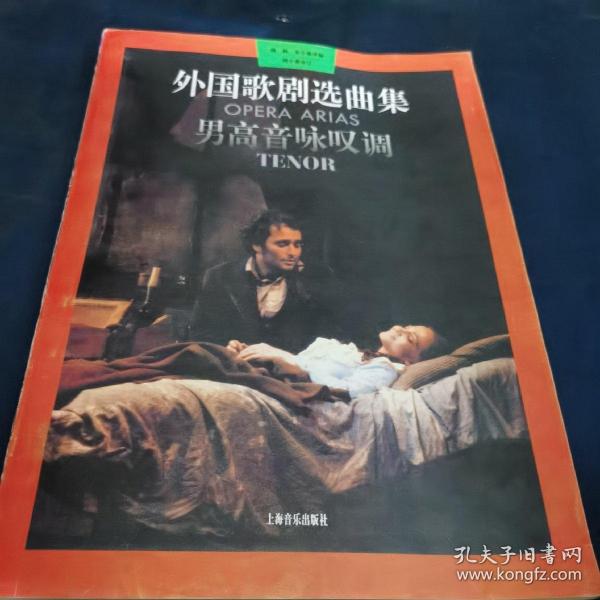 外国歌剧选曲集
OPERA ARIAS
男高音咏叹调
TENOR
上海音乐出版社
孔夫子旧书网
www.kongfz.com